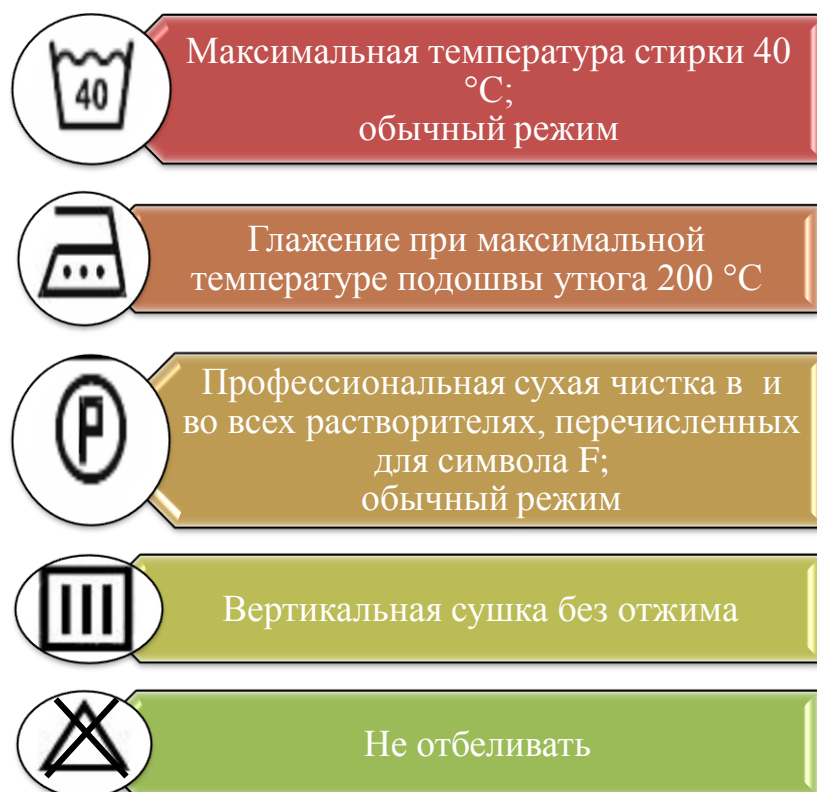 40
Максимальная температура стирки 40
°С;
обычный режим
Глажение при максимальной
температуре подошвы утюга 200 °С
P
Профессиональная сухая чистка в и
во всех растворителях, перечисленных
для символа F;
обычный режим
Вертикальная сушка без отжима
Не отбеливать